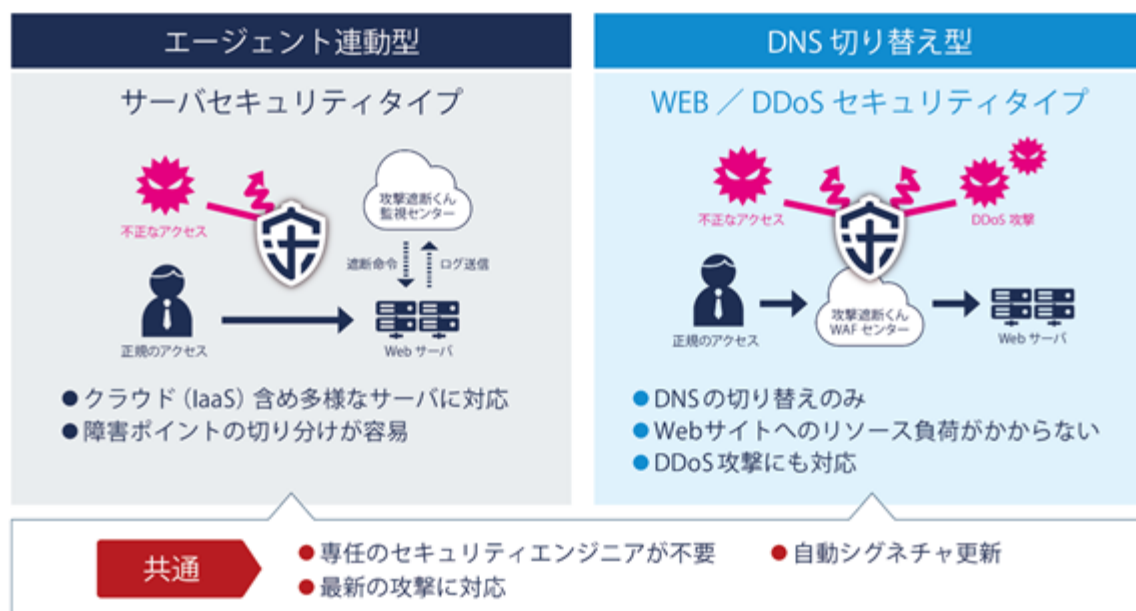 エージェント連動型
サーバセキュリティタイプ
不正なアクセス
攻撃遮断くん
監視センター
遮断命令
ログ送信
正規のアクセス
Web サーバ
●クラウド（IaaS）含め多様なサーバに対応
●障害ポイントの切り分けが容易
DNS 切り替え型
WEB ／ DDoS セキュリティタイプ
不正なアクセス
DDoS 攻撃
攻撃遮断くん
WAF センター
正規のアクセス
Web サーバ
●DNSの切り替えのみ
●Webサイトへのリソース負荷がかからない
●DDoS攻撃にも対応
共通
●専任のセキュリティエンジニアが不要
●最新の攻撃に対応
●自動シグネチャ更新